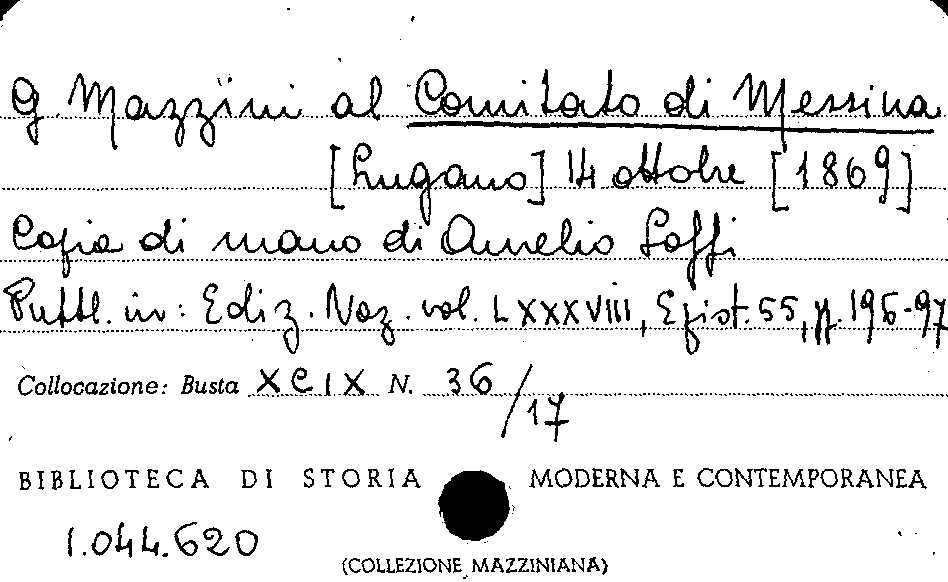 G. Mazzini al Comitato di Messina
[Lugano] 14 ottobre [1869]
Copia di mano di Aurelio Saffi
Pubbl. in: Ediz. Naz. vol. LXXXVIII, Epist. 55, p. 196-97
Collocazione: Busta XCIX N. 36/17
BIBLIOTECA DI STORIA MODERNA E CONTEMPORANEA
1.044.620
(COLLEZIONE MAZZINIANA)